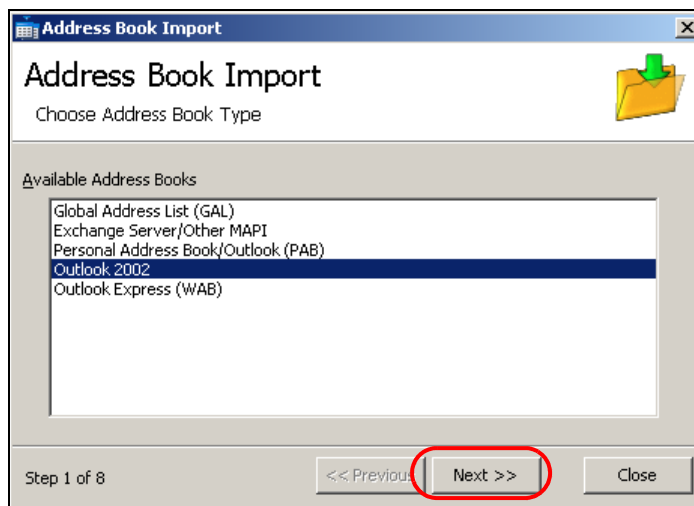 Address Book Import
Address Book Import
Choose Address Book Type
Available Address Books
Global Address List (GAL)
Exchange Server/Other MAPI
Personal Address Book/Outlook (PAB)
Outlook 2002
Outlook Express (WAB)
Step 1 of 8
<< Previous
Next >>
Close